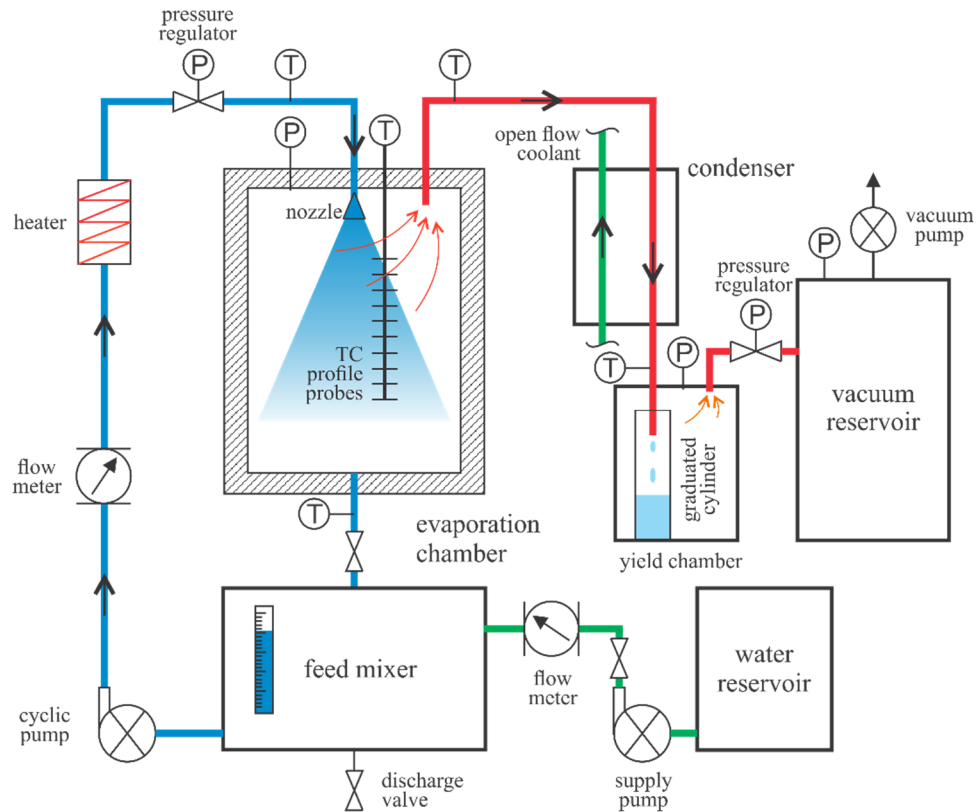 pressure
regulator
P
T
T
P
T
open flow
coolant
condenser
heater
nozzle
vacuum
pump
P
pressure
regulator
P
TC
profile
probes
T
P
vacuum
reservoir
flow
meter
graduated
cylinder
T
evaporation
chamber
yield chamber
feed mixer
water
reservoir
flow
meter
cyclic
pump
discharge
valve
supply
pump